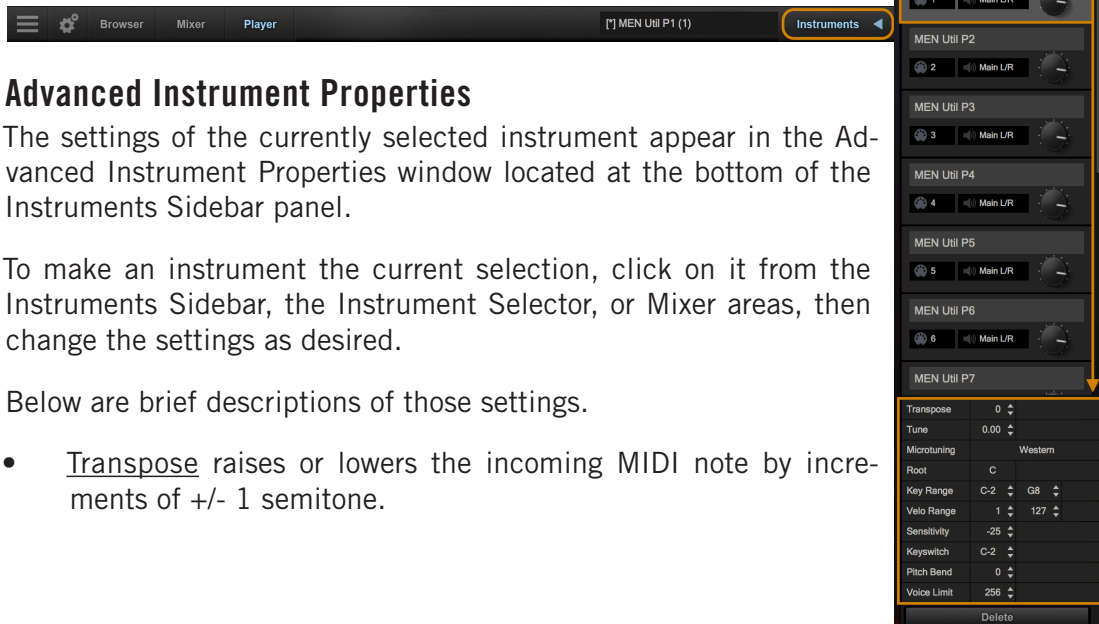 Browser Mixer Player [*] MEN Util P1 (1) Instruments
Advanced Instrument Properties
The settings of the currently selected instrument appear in the Ad-
vanced Instrument Properties window located at the bottom of the
Instruments Sidebar panel.
To make an instrument the current selection, click on it from the
Instruments Sidebar, the Instrument Selector, or Mixer areas, then
change the settings as desired.
Below are brief descriptions of those settings.
• Transpose raises or lowers the incoming MIDI note by incre-
ments of +/- 1 semitone.
1 Main L/R
MEN Util P2
2 Main L/R
MEN Util P3
3 Main L/R
MEN Util P4
4 Main L/R
MEN Util P5
5 Main L/R
MEN Util P6
6 Main L/R
MEN Util P7
Transpose 0
Tune 0.00
Microtuning Western
Root C
Key Range C-2 G8
Velo Range 1 127
Sensitivity -25
Keyswitch C-2
Pitch Bend 0
Voice Limit 256
Delete